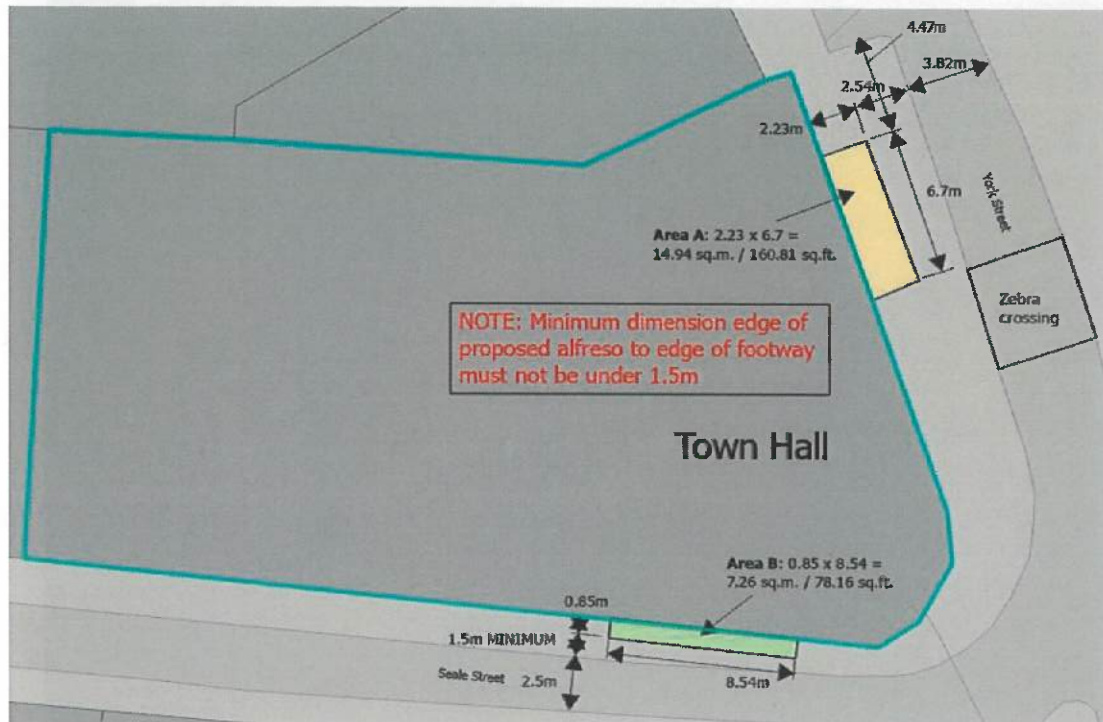 4.47m
3.82m
2.54m
2.23m
6.7m
York Street
Area A: 2.23 x 6.7 =
14.94 sq.m. / 160.81 sq.ft.
Zebra
crossing
NOTE: Minimum dimension edge of
proposed alfreso to edge of footway
must not be under 1.5m
Town Hall
Area B: 0.85 x 8.54 =
7.26 sq.m. / 78.16 sq.ft.
0.85m
1.5m MINIMUM
Seale Street 2.5m
8.54m